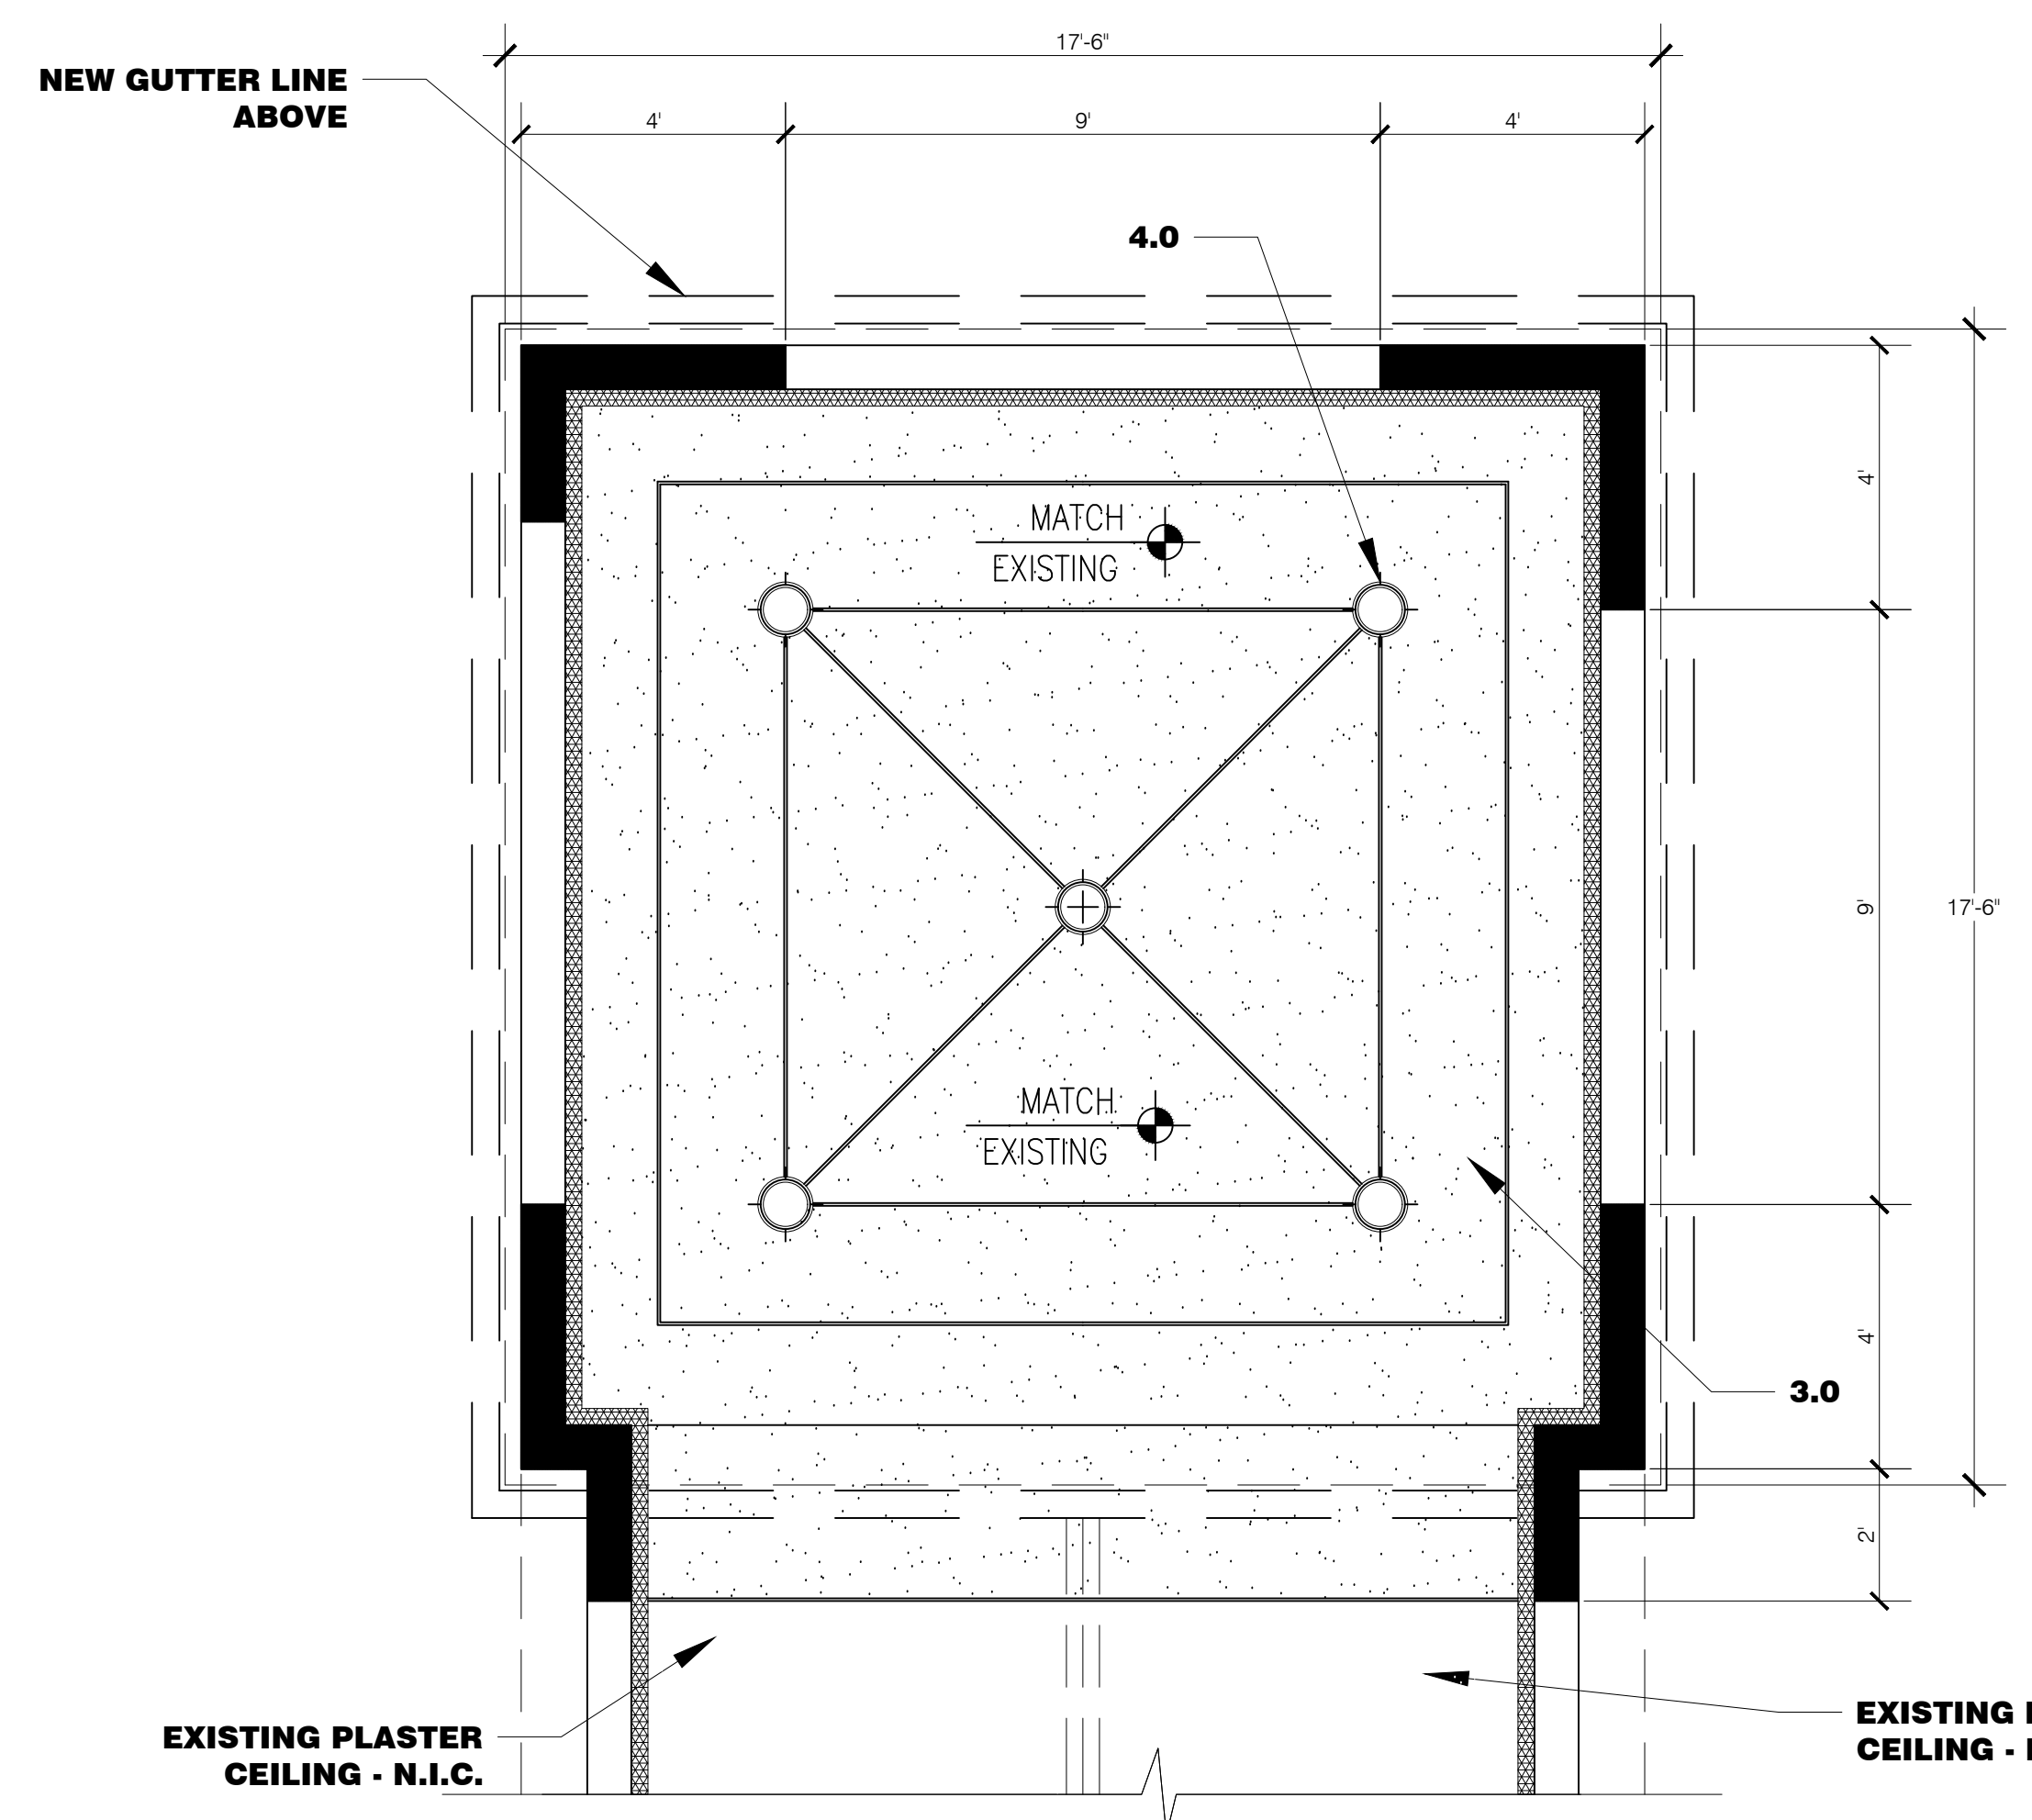 17'-6"
NEW GUTTER LINE
ABOVE
4'
9'
4'
4.0
MATCH
EXISTING
4'
9'
17'-6"
MATCH
EXISTING
4'
3.0
2'
EXISTING PLASTER
CEILING - N.I.C.
EXISTING
CEILING -